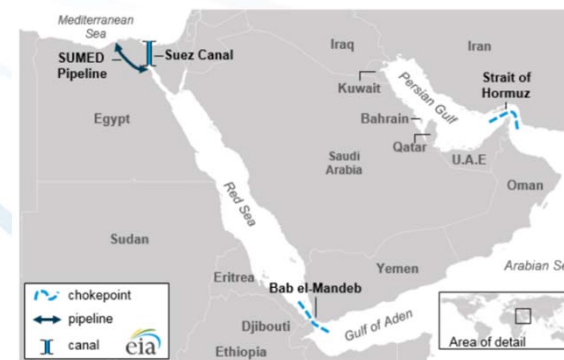 Mediterranean
Sea
SUMED
Pipeline
Suez Canal
Iraq
Iran
Kuwait
Persian Gulf
Strait of
Hormuz
Egypt
Bahrain
Qatar
Saudi
Arabia
U.A.E
Oman
Red Sea
Sudan
Eritrea
Bab el-Mandeb
Yemen
Arabian Se
Djibouti
Gulf of Aden
Ethiopia
chokepoint
pipeline
canal
eia
Area of detail